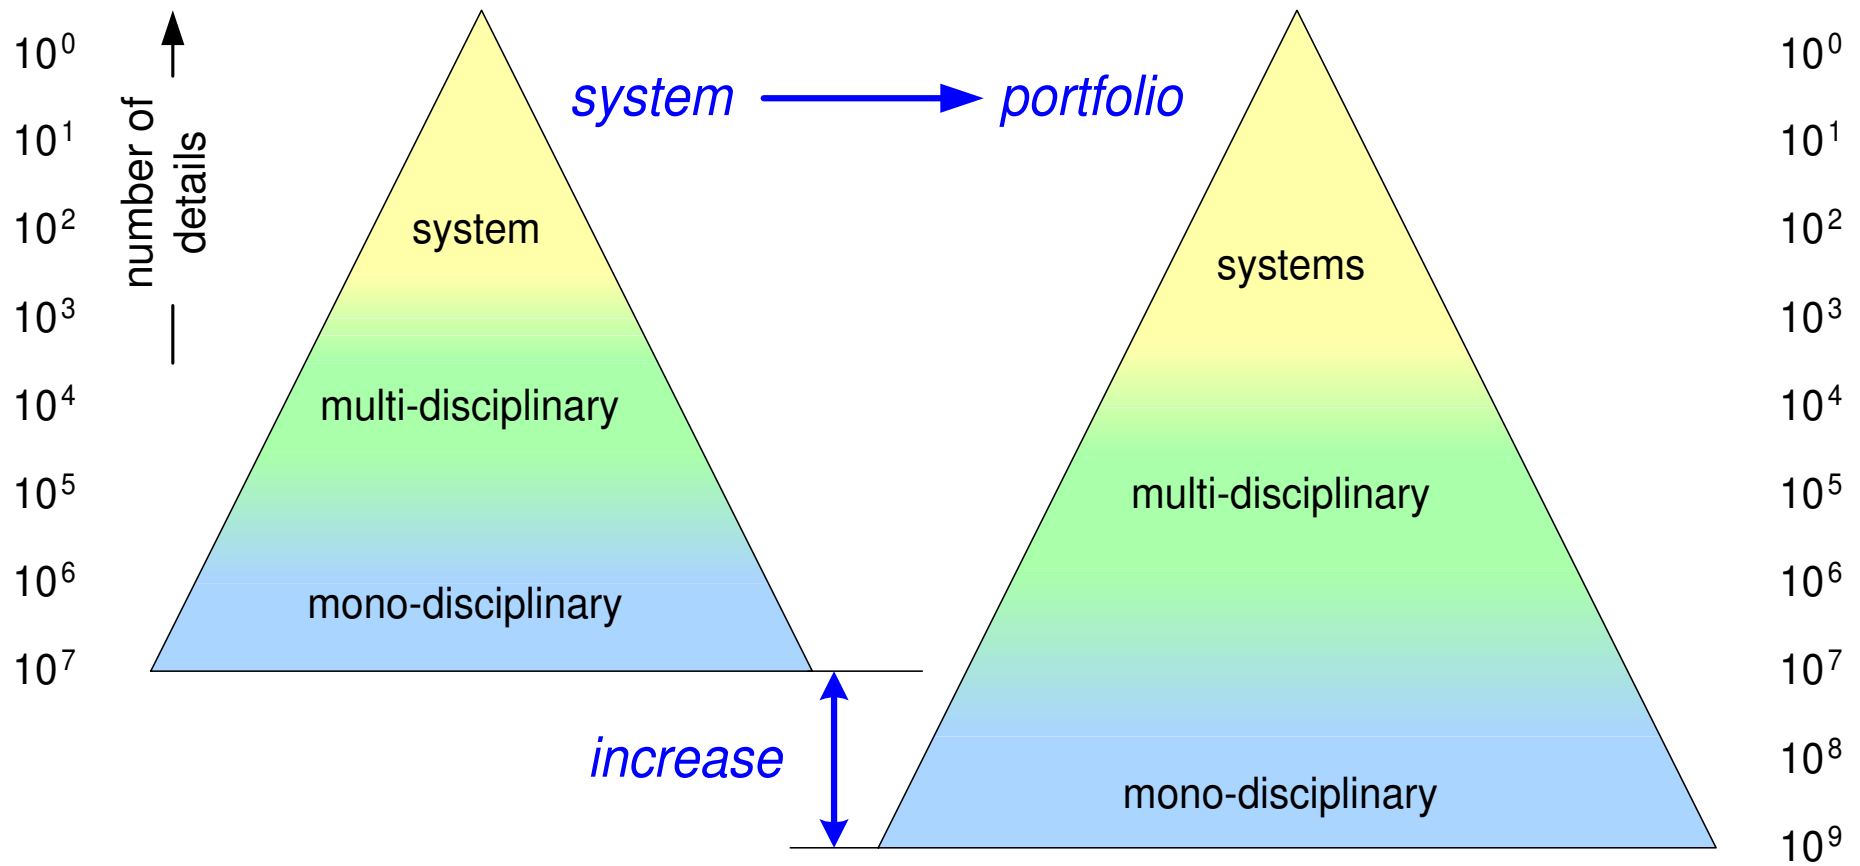 10⁰
10¹
10²
10³
10⁴
10⁵
10⁶
10⁷
number of
details
system
multi-disciplinary
mono-disciplinary
system
portfolio
increase
systems
multi-disciplinary
mono-disciplinary
10⁰
10¹
10²
10³
10⁴
10⁵
10⁶
10⁷
10⁸
10⁹